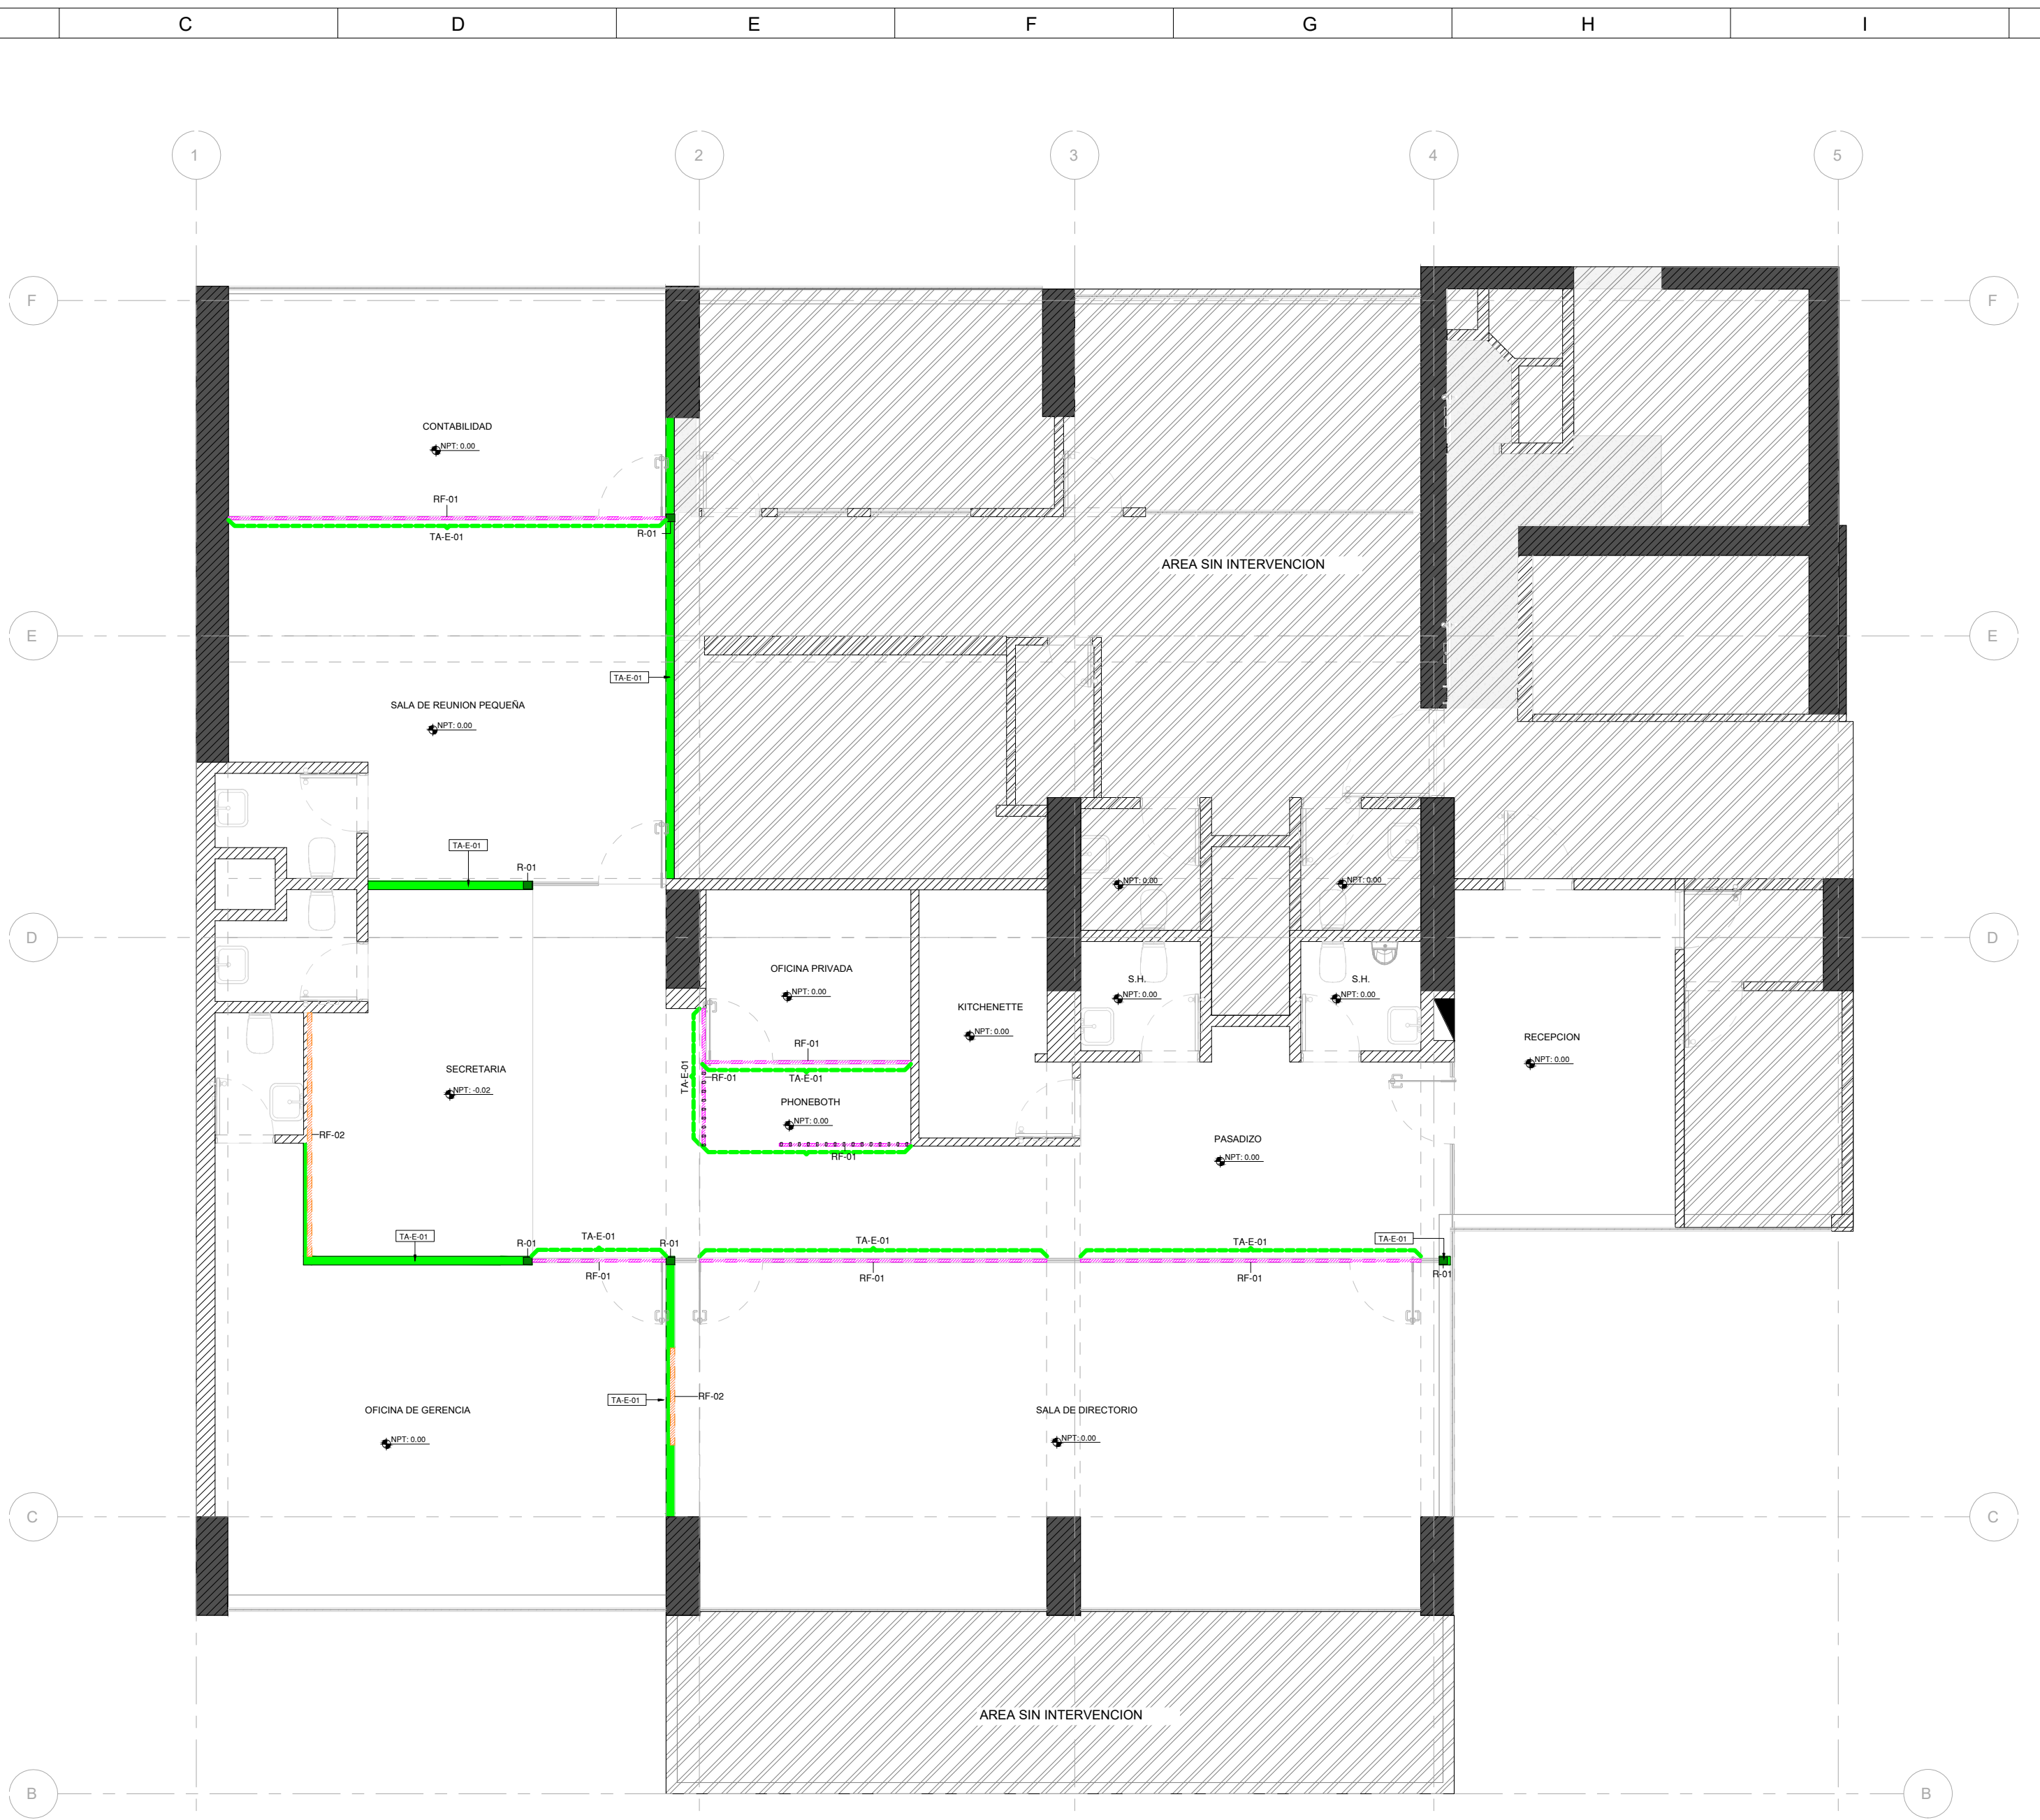 C D E F G H I
1 2 3 4 5
F F
CONTABILIDAD
NPT: 0.00
RF-01
TA-E-01
R-01
AREA SIN INTERVENCION
E E
TA-E-01
SALA DE REUNION PEQUEÑA
NPT: 0.00
TA-E-01
R-01
NPT: 0.00
NPT: 0.00
D D
OFICINA PRIVADA
NPT: 0.00
KITCHENETTE
NPT: 0.00
S.H.
NPT: 0.00
S.H.
NPT: 0.00
RECEPCION
NPT: 0.00
RF-01
TA-E-01
RF-01
TA-E-01
SECRETARIA
NPT: -0.02
PHONEBOTH
NPT: 0.00
RF-02
RF-01
PASADIZO
NPT: 0.00
TA-E-01
R-01
TA-E-01
R-01
TA-E-01
TA-E-01
TA-E-01
RF-01
RF-01
RF-01
R-01
TA-E-01
RF-02
OFICINA DE GERENCIA
NPT: 0.00
SALA DE DIRECTORIO
NPT: 0.00
C C
AREA SIN INTERVENCION
B B